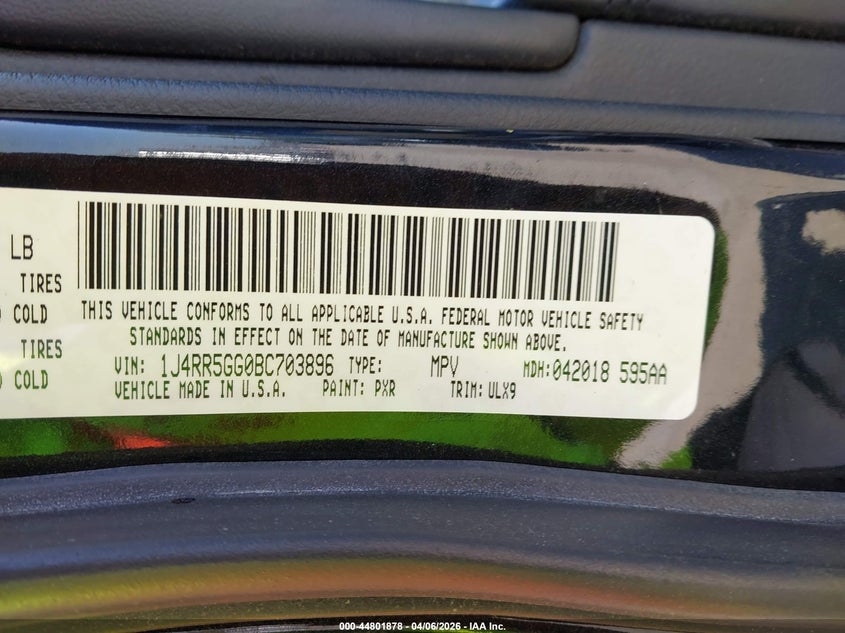 LB
TIRES
COLD
TIRES
COLD
THIS VEHICLE CONFORMS TO ALL APPLICABLE U.S.A. FEDERAL MOTOR VEHICLE SAFETY
STANDARDS IN EFFECT ON THE DATE OF MANUFACTURE SHOWN ABOVE.
VIN: 1J4RR5GG0BC703896 TYPE: MPV MDH:042018 595AA
VEHICLE MADE IN U.S.A. PAINT: PXR TRIM:ULX9
000-44801878 - 04/06/2026 - IAA Inc.